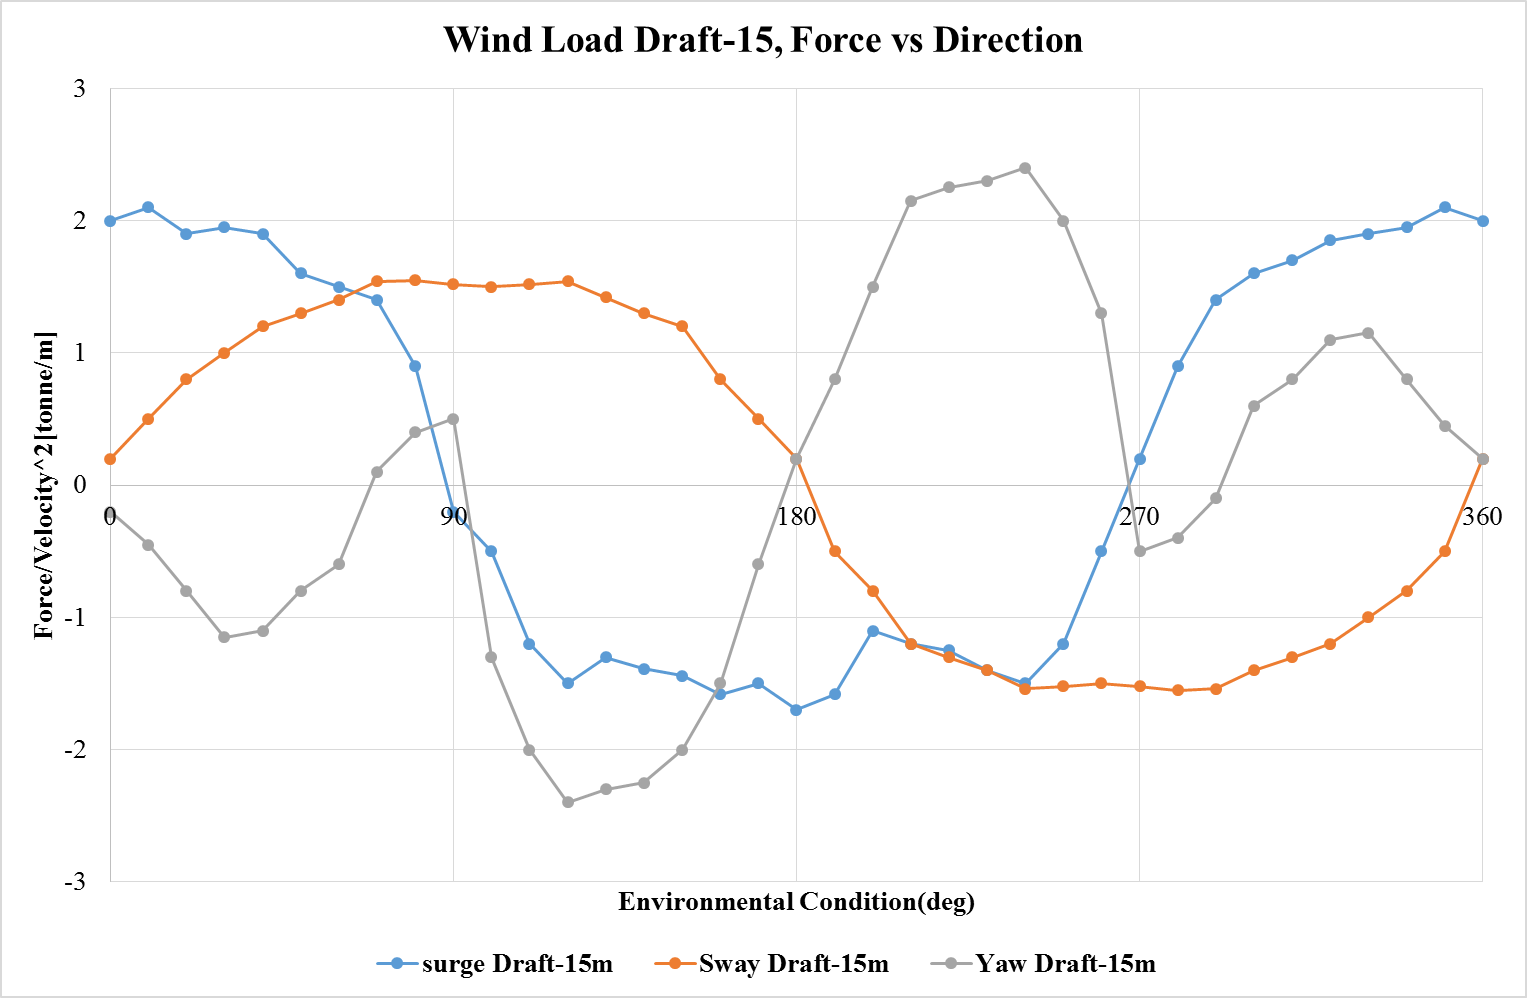 Wind Load Draft-15, Force vs Direction
3
2
1
0
-1
-2
-3
Force/Velocity^2[tonne/m]
0 90 180 270 360
Environmental Condition(deg)
surge Draft-15m Sway Draft-15m Yaw Draft-15m